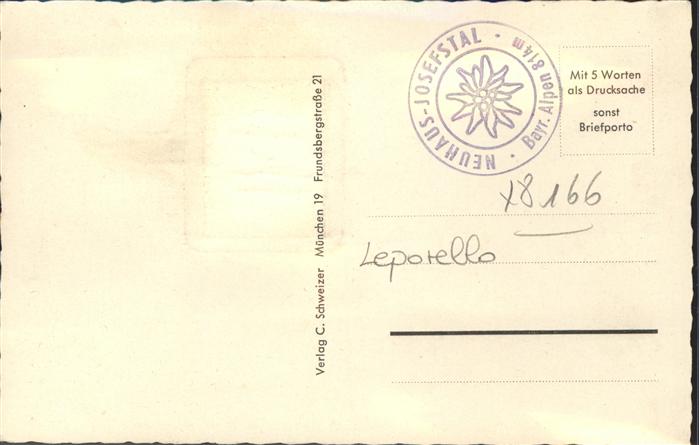 NEUHAUS-JOSEFSTAL · Bayr. Alpen 814 m ·
Mit 5 Worten
als Drucksache
sonst
Briefporto
x8166
Leporello
Verlag C. Schweizer München 19 Frundsbergstraße 21